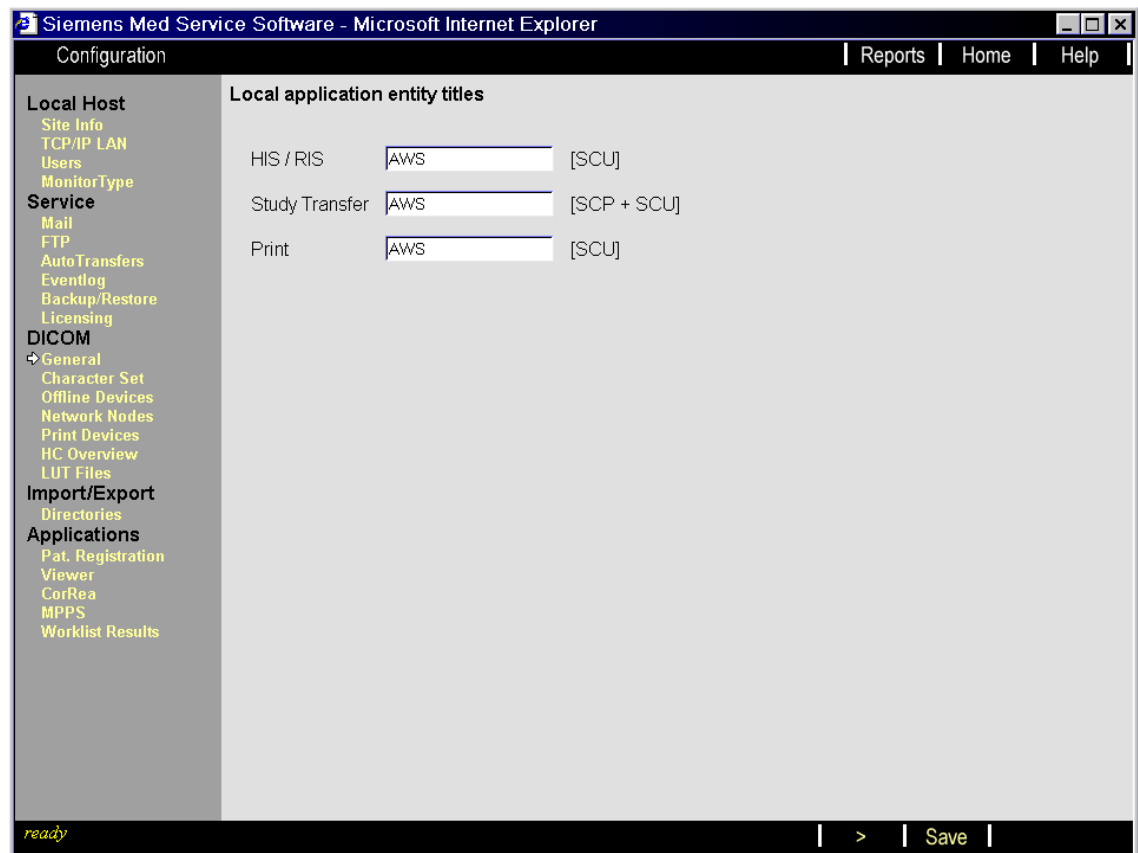 Siemens Med Service Software - Microsoft Internet Explorer
Configuration
Reports
Home
Help
Local Host
Site Info
TCP/IP LAN
Users
MonitorType
Service
Mail
FTP
AutoTransfers
Eventlog
Backup/Restore
Licensing
DICOM
General
Character Set
Offline Devices
Network Nodes
Print Devices
HC Overview
LUT Files
Import/Export
Directories
Applications
Pat. Registration
Viewer
CorRea
MPPS
Worklist Results
Local application entity titles
HIS / RIS AWS [SCU]
Study Transfer AWS [SCP + SCU]
Print AWS [SCU]
ready
> Save